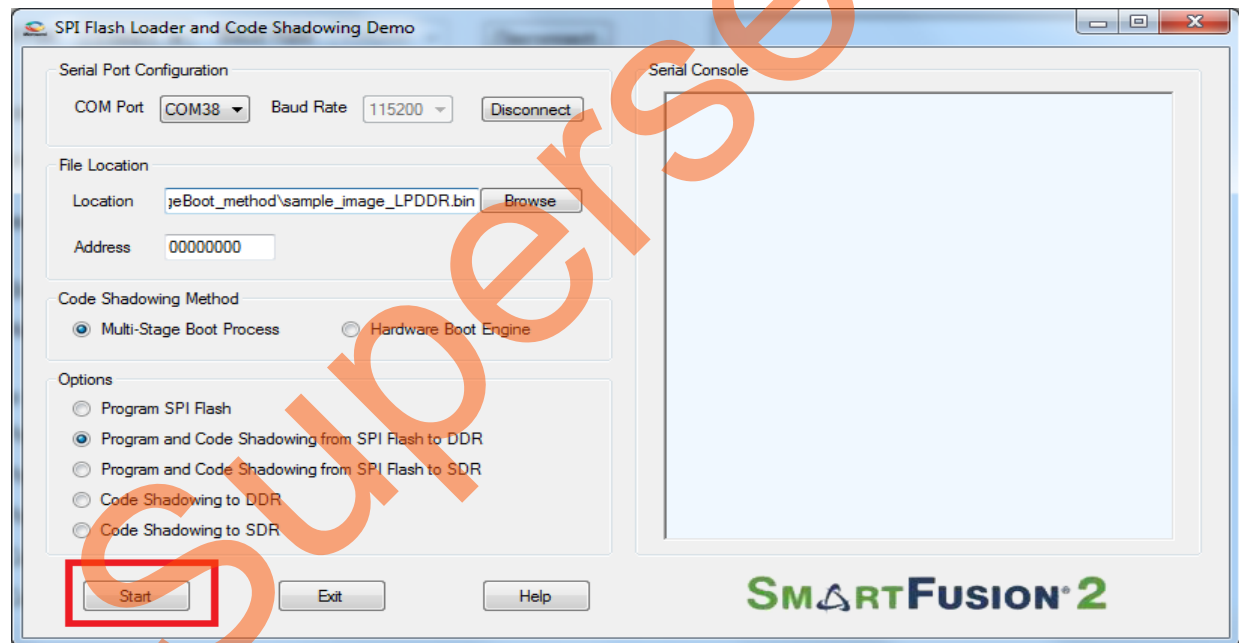 SPI Flash Loader and Code Shadowing Demo
Serial Port Configuration
COM Port COM38 Baud Rate 115200 Disconnect
File Location
Location jeBoot_method\sample_image_LPDDR.bin Browse
Address 00000000
Code Shadowing Method
Multi-Stage Boot Process Hardware Boot Engine
Options
Program SPI Flash
Program and Code Shadowing from SPI Flash to DDR
Program and Code Shadowing from SPI Flash to SDR
Code Shadowing to DDR
Code Shadowing to SDR
Start Exit Help
Serial Console
SMARTFUSION®2
Superse